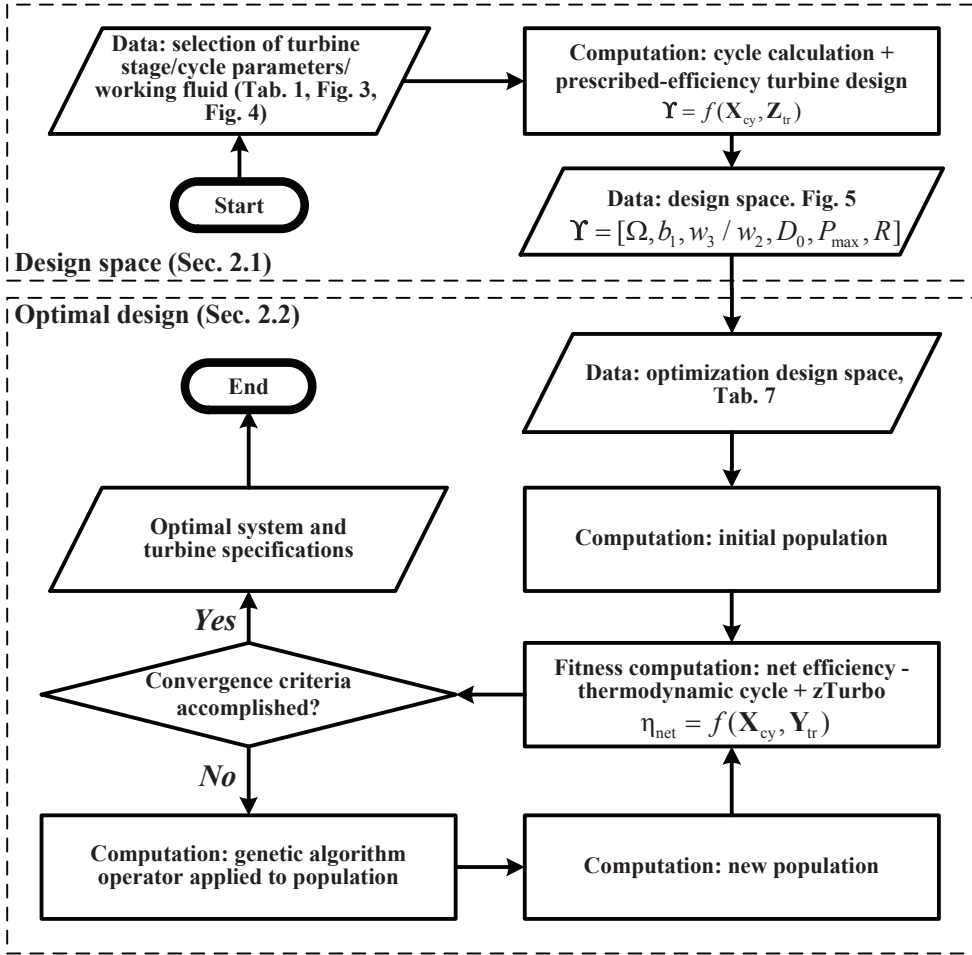 Data: selection of turbine
stage/cycle parameters/
working fluid (Tab. 1, Fig. 3,
Fig. 4)
Computation: cycle calculation +
prescribed-efficiency turbine design
ϒ = f(X_cy, Z_tr)
Start
Data: design space. Fig. 5
ϒ = [Ω, b_1, w_3 / w_2, D_0, P_max, R]
Design space (Sec. 2.1)
Optimal design (Sec. 2.2)
End
Data: optimization design space,
Tab. 7
Optimal system and
turbine specifications
Computation: initial population
Yes
Convergence criteria
accomplished?
Fitness computation: net efficiency -
thermodynamic cycle + zTurbo
η_net = f(X_cy, Y_tr)
No
Computation: genetic algorithm
operator applied to population
Computation: new population